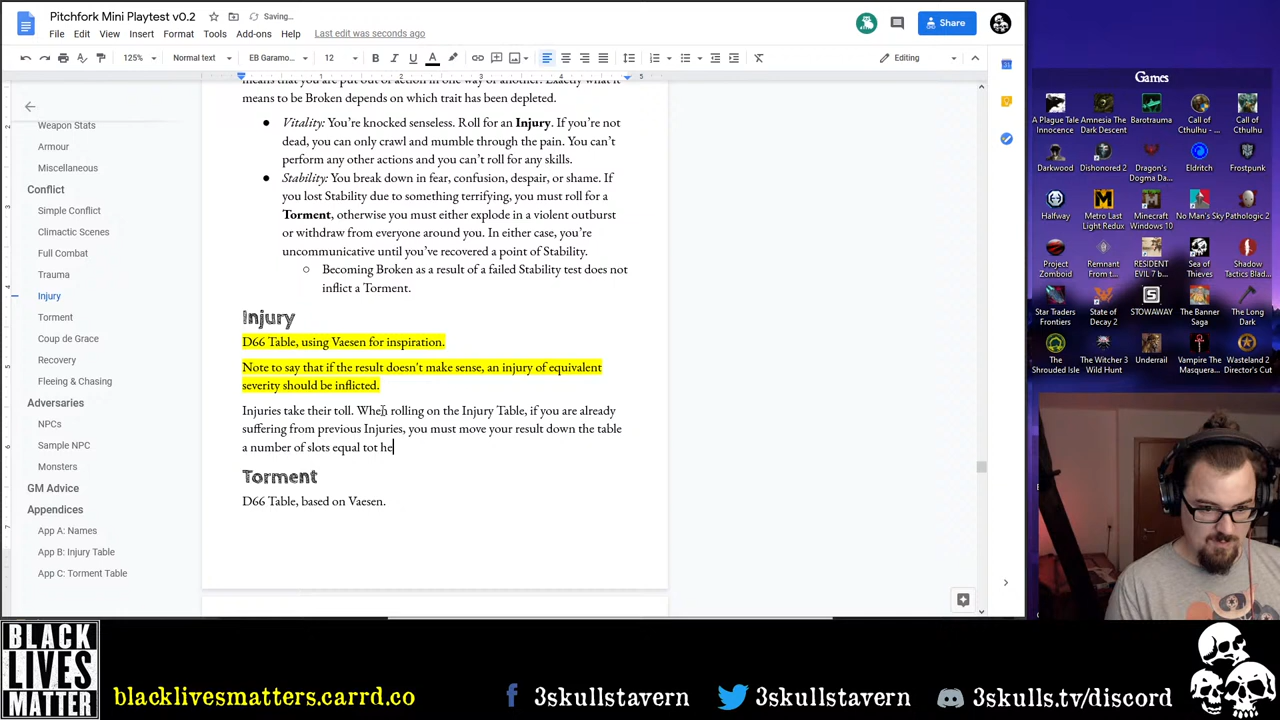 Pitchfork Mini Playtest v0.2
Saving...
File Edit View Insert Format Tools Add-ons Help Last edit was seconds ago
Share
125% Normal text EB Garamo... 12 B I U A Editing
1 2 3 4 5
means that you are put out of action in one way or another. Exactly what it
means to be Broken depends on which trait has been depleted.
● Vitality: You're knocked senseless. Roll for an Injury. If you're not
dead, you can only crawl and mumble through the pain. You can't
perform any other actions and you can't roll for any skills.
● Stability: You break down in fear, confusion, despair, or shame. If
you lost Stability due to something terrifying, you must roll for a
Torment, otherwise you must either explode in a violent outburst
or withdraw from everyone around you. In either case, you're
uncommunicative until you've recovered a point of Stability.
○ Becoming Broken as a result of a failed Stability test does not
inflict a Torment.
Injury
D66 Table, using Vaesen for inspiration.
Note to say that if the result doesn't make sense, an injury of equivalent
severity should be inflicted.
Injuries take their toll. When rolling on the Injury Table, if you are already
suffering from previous Injuries, you must move your result down the table
a number of slots equal tot he
Torment
D66 Table, based on Vaesen.
Weapon Stats
Armour
Miscellaneous
Conflict
Simple Conflict
Climactic Scenes
Full Combat
Trauma
Injury
Torment
Coup de Grace
Recovery
Fleeing & Chasing
Adversaries
NPCs
Sample NPC
Monsters
GM Advice
Appendices
App A: Names
App B: Injury Table
App C: Torment Table
Games
A Plague Tale Innocence
Amnesia The Dark Descent
Barotrauma
Call of Cthulhu - ...
Call of Cthulhu
Darkwood
Dishonored 2
Dragon's Dogma Da...
Eldritch
Frostpunk
Halfway
Metro Last Light Redux
Minecraft Windows 10
No Man's Sky
Pathologic 2
Project Zomboid
Remnant From t...
RESIDENT EVIL 7 b...
Sea of Thieves
Shadow Tactics Blad...
Star Traders Frontiers
State of Decay 2
STOWAWAY
The Banner Saga
The Long Dark
The Shrouded Isle
The Witcher 3 Wild Hunt
Underrail
Vampire The Masquera...
Wasteland 2 Director's Cut
BLACK
LIVES
MATTER
blacklivesmatters.carrd.co
3skullstavern
3skullstavern
3skulls.tv/discord